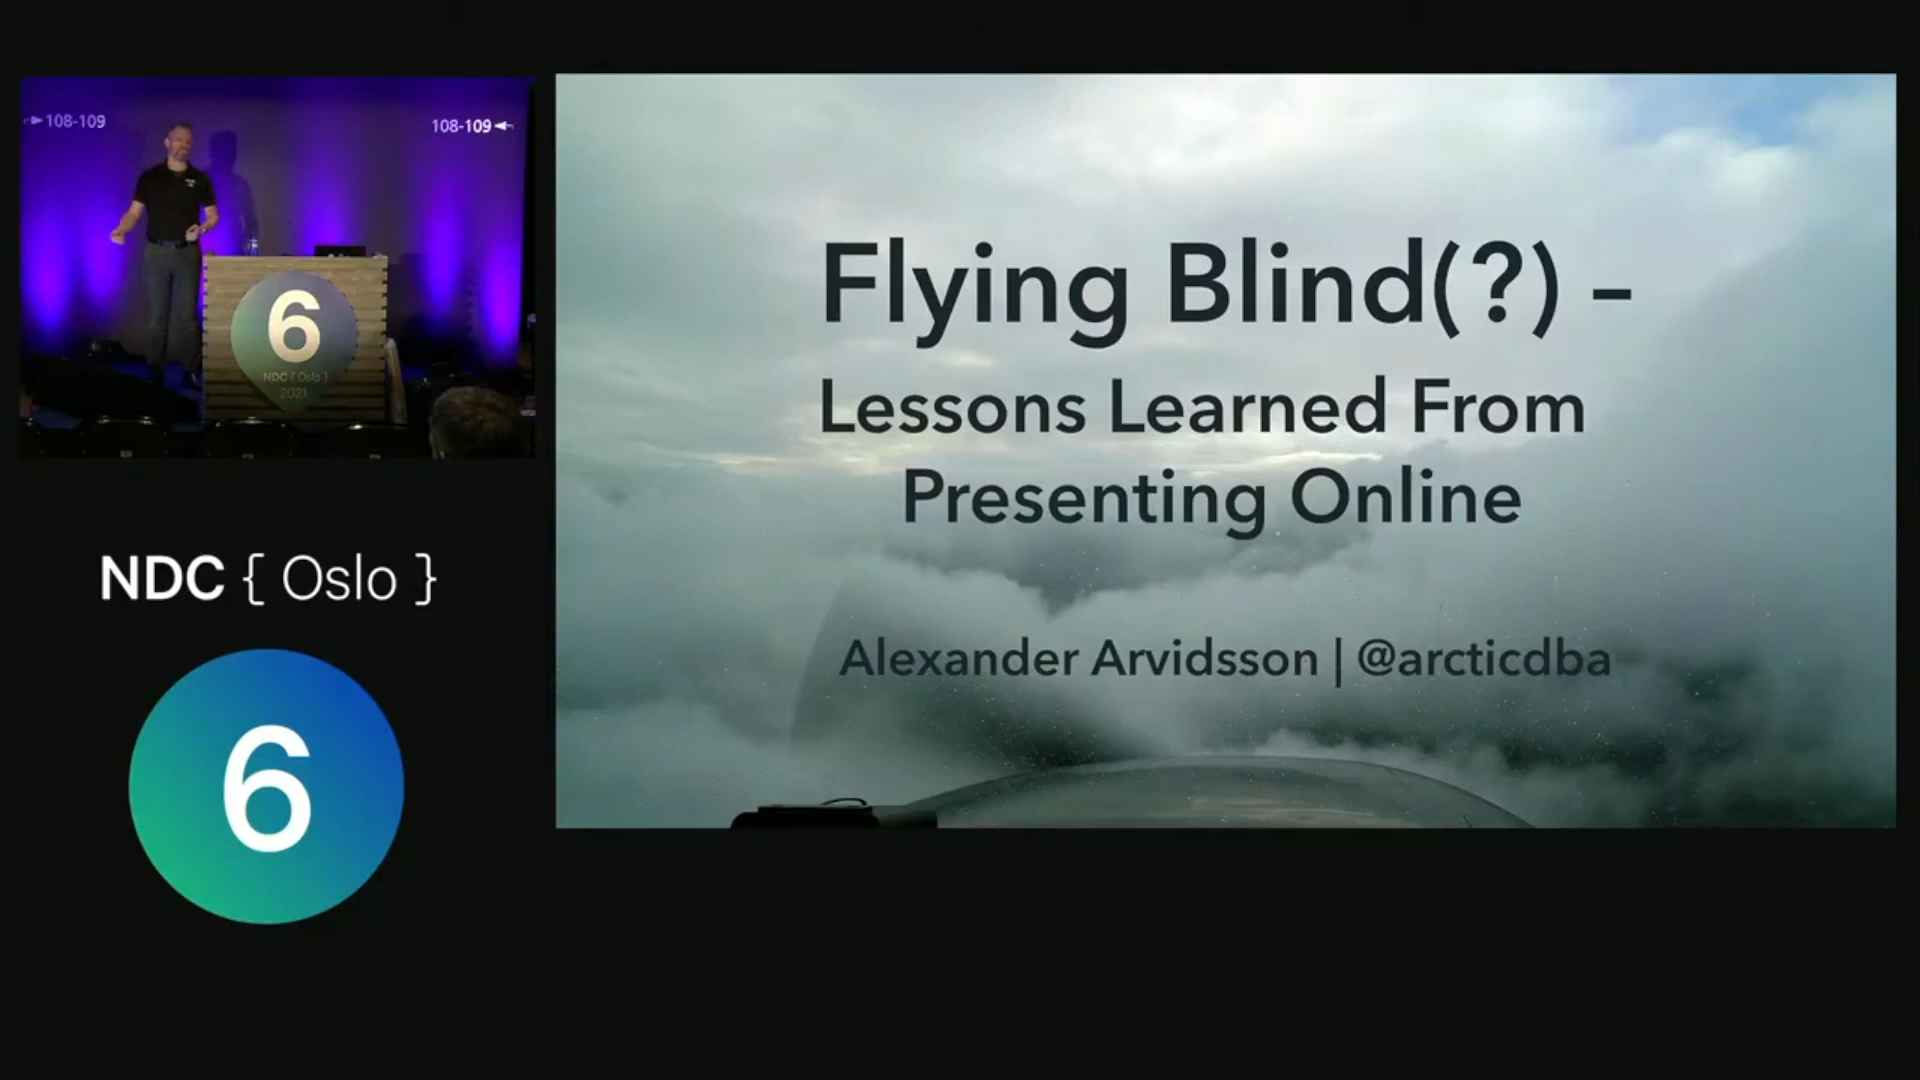 108-109
108-109
6
NDC { Oslo }
2021
NDC { Oslo }
6
Flying Blind(?) –
Lessons Learned From
Presenting Online
Alexander Arvidsson | @arcticdba